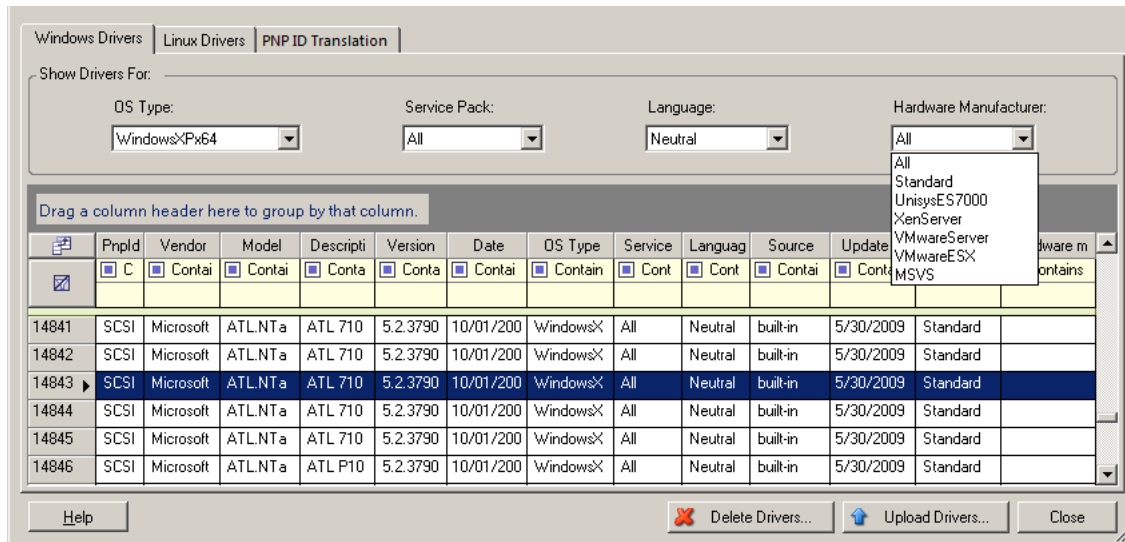 Windows Drivers Linux Drivers PNP ID Translation
Show Drivers For:
OS Type: Service Pack: Language: Hardware Manufacturer:
WindowsXPx64 All Neutral All
All
Standard
UnisysES7000
XenServer
VMwareServer
VMwareESX
MSVS
Drag a column header here to group by that column.
PnpId Vendor Model Descripti Version Date OS Type Service Languag Source Update dware m
C Contai Contai Conta Conta Contai Contain Cont Cont Contai Conta ontains
14841 SCSI Microsoft ATL.NTa ATL 710 5.2.3790 10/01/200 WindowsX All Neutral built-in 5/30/2009 Standard
14842 SCSI Microsoft ATL.NTa ATL 710 5.2.3790 10/01/200 WindowsX All Neutral built-in 5/30/2009 Standard
14843 SCSI Microsoft ATL.NTa ATL 710 5.2.3790 10/01/200 WindowsX All Neutral built-in 5/30/2009 Standard
14844 SCSI Microsoft ATL.NTa ATL 710 5.2.3790 10/01/200 WindowsX All Neutral built-in 5/30/2009 Standard
14845 SCSI Microsoft ATL.NTa ATL 710 5.2.3790 10/01/200 WindowsX All Neutral built-in 5/30/2009 Standard
14846 SCSI Microsoft ATL.NTa ATL P10 5.2.3790 10/01/200 WindowsX All Neutral built-in 5/30/2009 Standard
Help Delete Drivers... Upload Drivers... Close